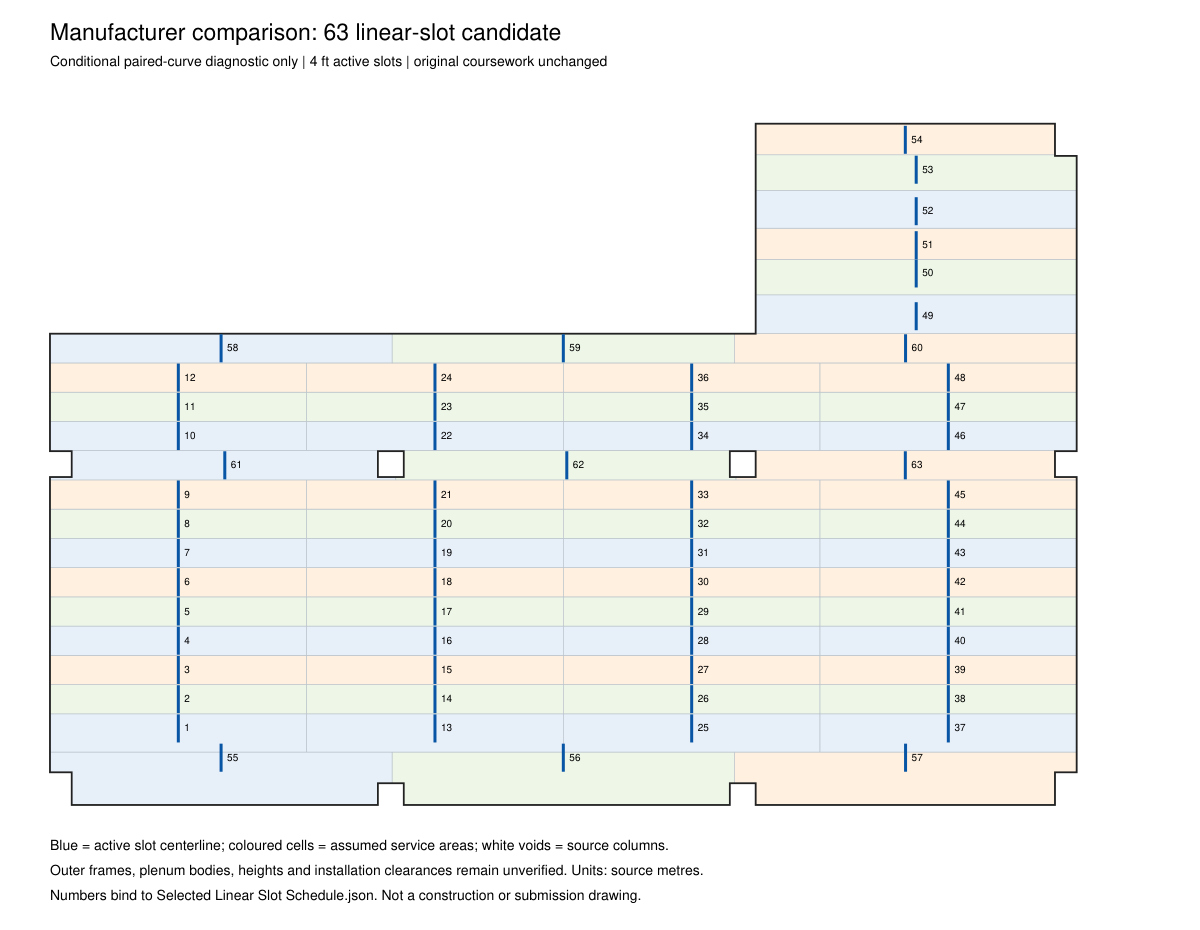 Manufacturer comparison: 63 linear-slot candidate
Conditional paired-curve diagnostic only | 4 ft active slots | original coursework unchanged
54
53
52
51
50
49
58 59 60
12 24 36 48
11 23 35 47
10 22 34 46
61 62 63
9 21 33 45
8 20 32 44
7 19 31 43
6 18 30 42
5 17 29 41
4 16 28 40
3 15 27 39
2 14 26 38
1 13 25 37
55 56 57
Blue = active slot centerline; coloured cells = assumed service areas; white voids = source columns.
Outer frames, plenum bodies, heights and installation clearances remain unverified. Units: source metres.
Numbers bind to Selected Linear Slot Schedule.json. Not a construction or submission drawing.